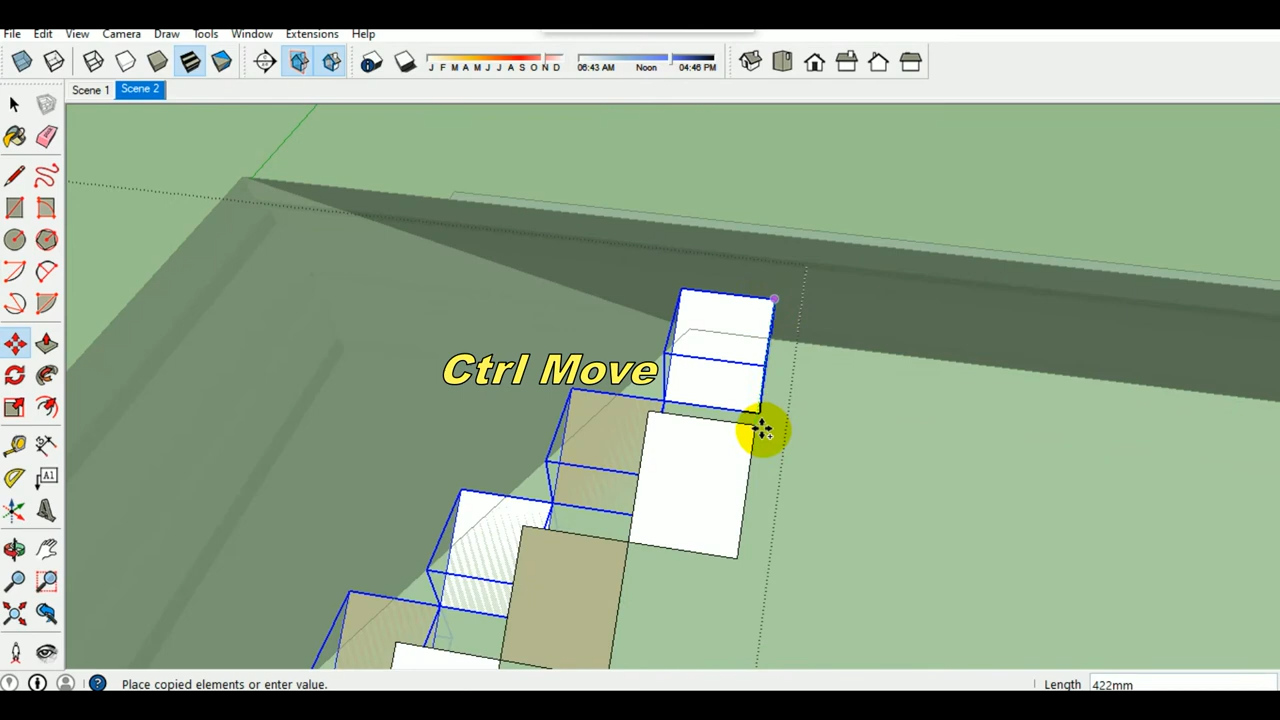 File Edit View Camera Draw Tools Window Extensions Help
J F M A M J J A S O N D
06:43 AM Noon 04:46 PM
Scene 1 Scene 2
A1
Ctrl Move
Place copied elements or enter value.
Length 422mm